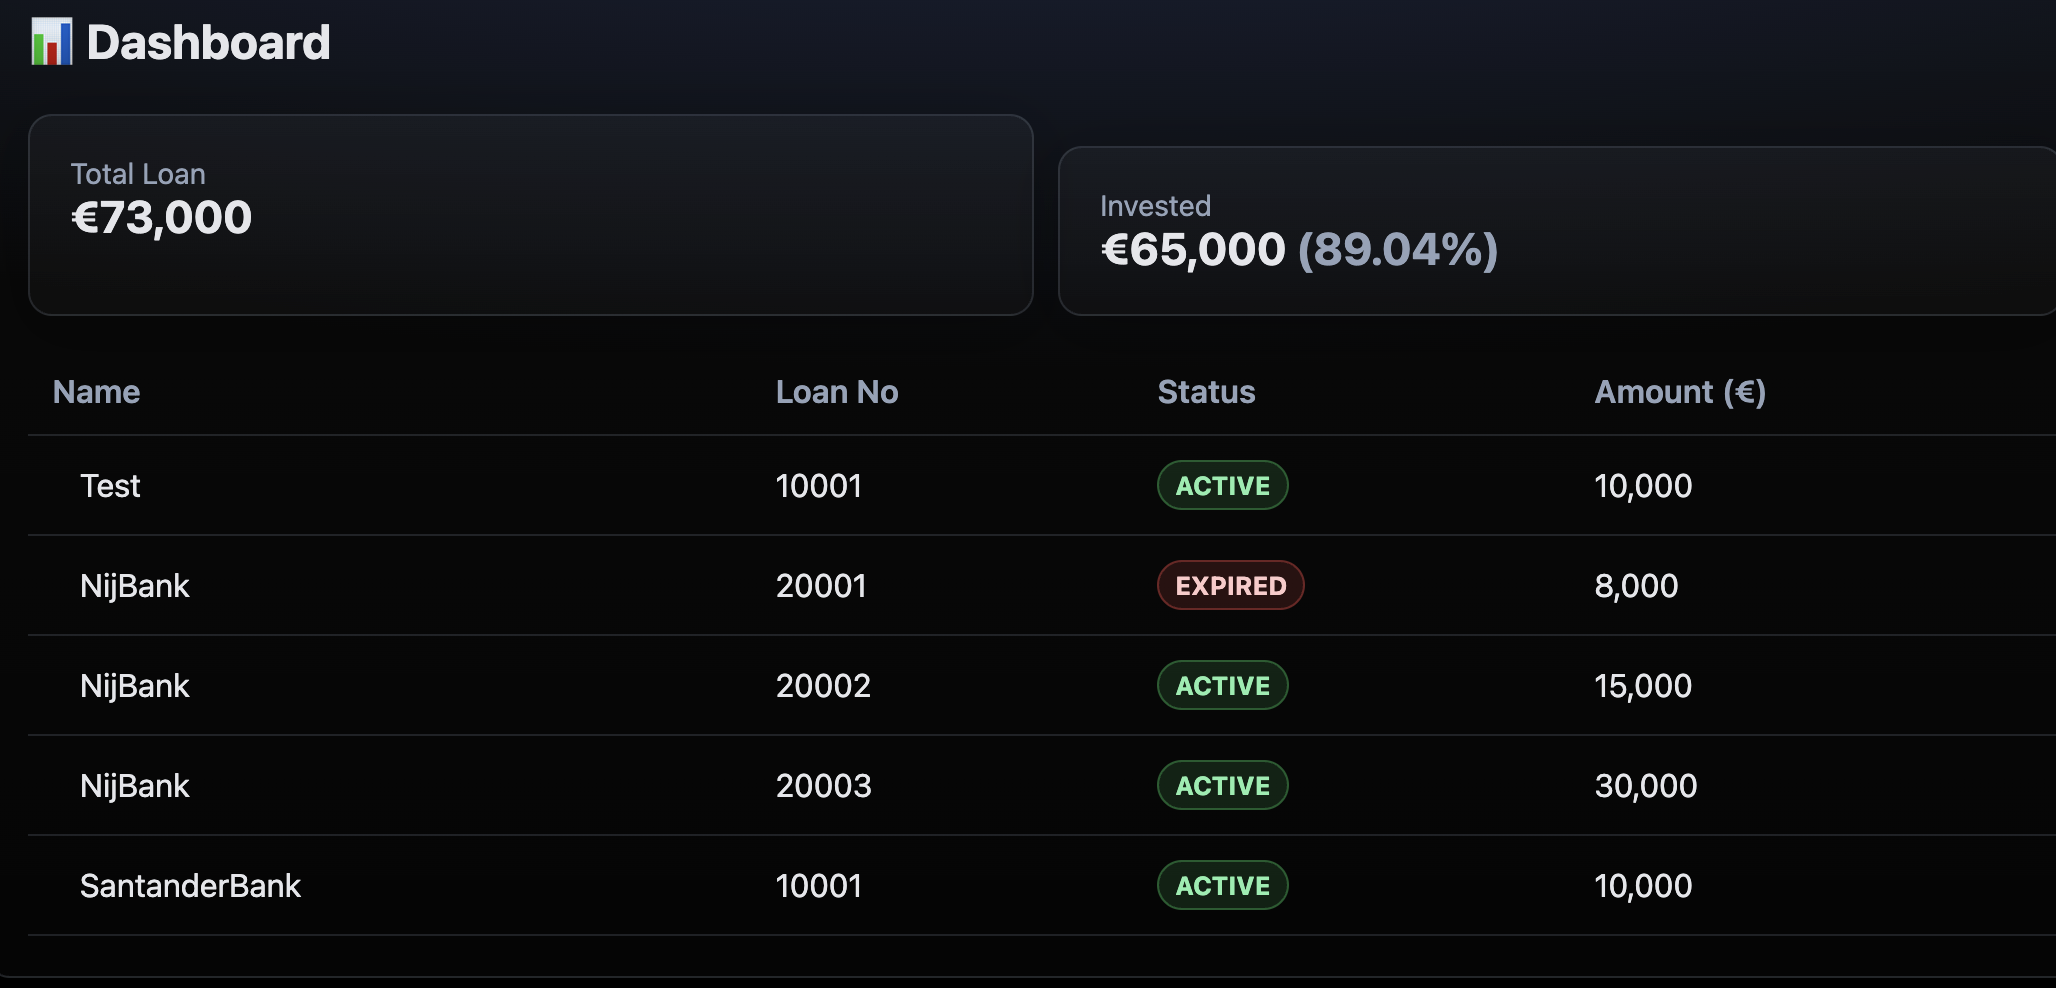 📊 Dashboard
Total Loan
€73,000
Invested
€65,000 (89.04%)
Name Loan No Status Amount (€)
Test 10001 ACTIVE 10,000
NijBank 20001 EXPIRED 8,000
NijBank 20002 ACTIVE 15,000
NijBank 20003 ACTIVE 30,000
SantanderBank 10001 ACTIVE 10,000